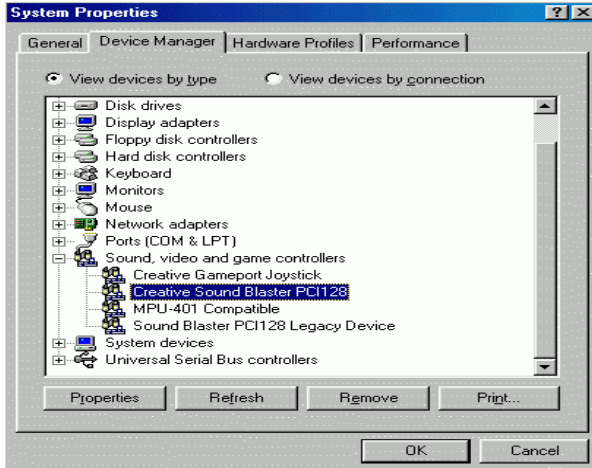 System Properties
General Device Manager Hardware Profiles Performance
View devices by type View devices by connection
Disk drives
Display adapters
Floppy disk controllers
Hard disk controllers
Keyboard
Monitors
Mouse
Network adapters
Ports (COM & LPT)
Sound, video and game controllers
Creative Gameport Joystick
Creative Sound Blaster PCI128
MPU-401 Compatible
Sound Blaster PCI128 Legacy Device
System devices
Universal Serial Bus controllers
Properties Refresh Remove Print...
OK Cancel